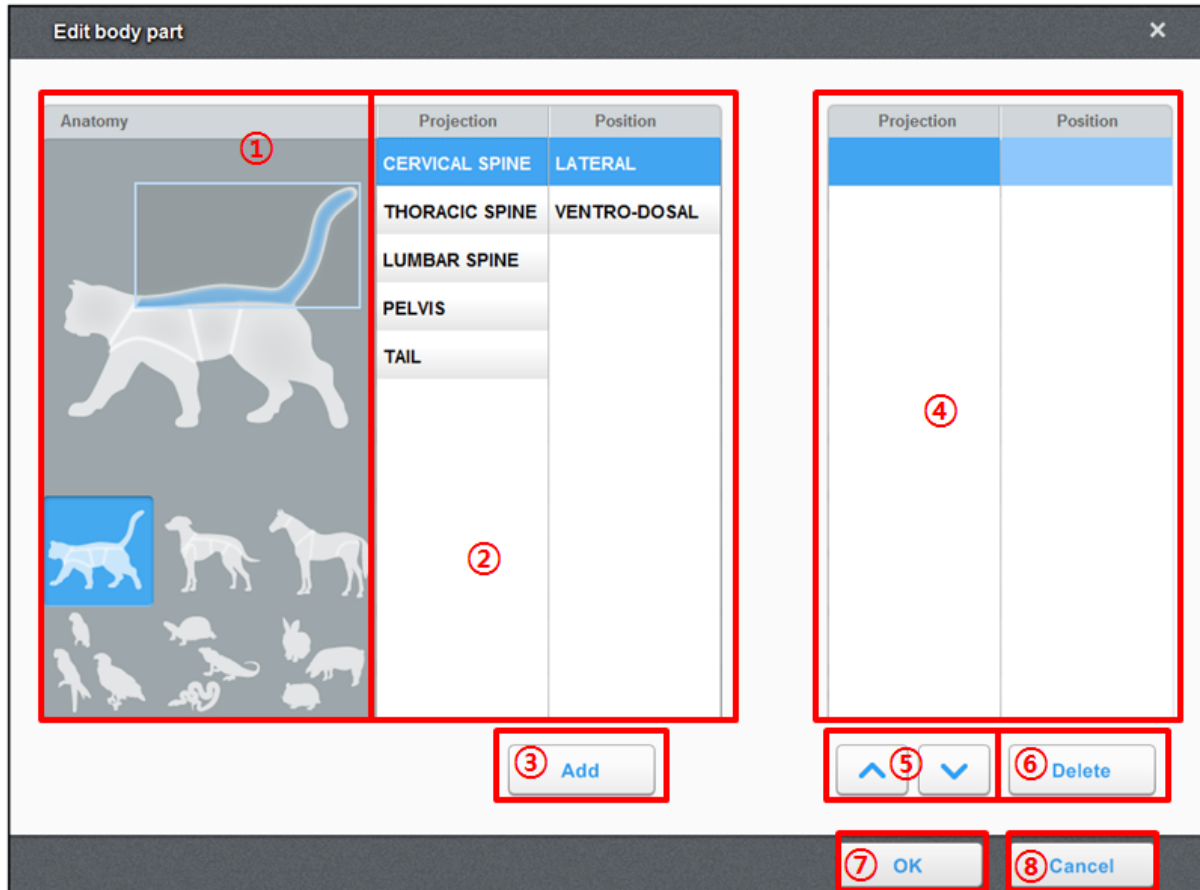 Edit body part ×
Anatomy Projection Position Projection Position
①
CERVICAL SPINE LATERAL
THORACIC SPINE VENTRO-DOSAL
LUMBAR SPINE
PELVIS
TAIL
④
②
③ Add ⑤ ⑥ Delete
⑦ OK ⑧ Cancel